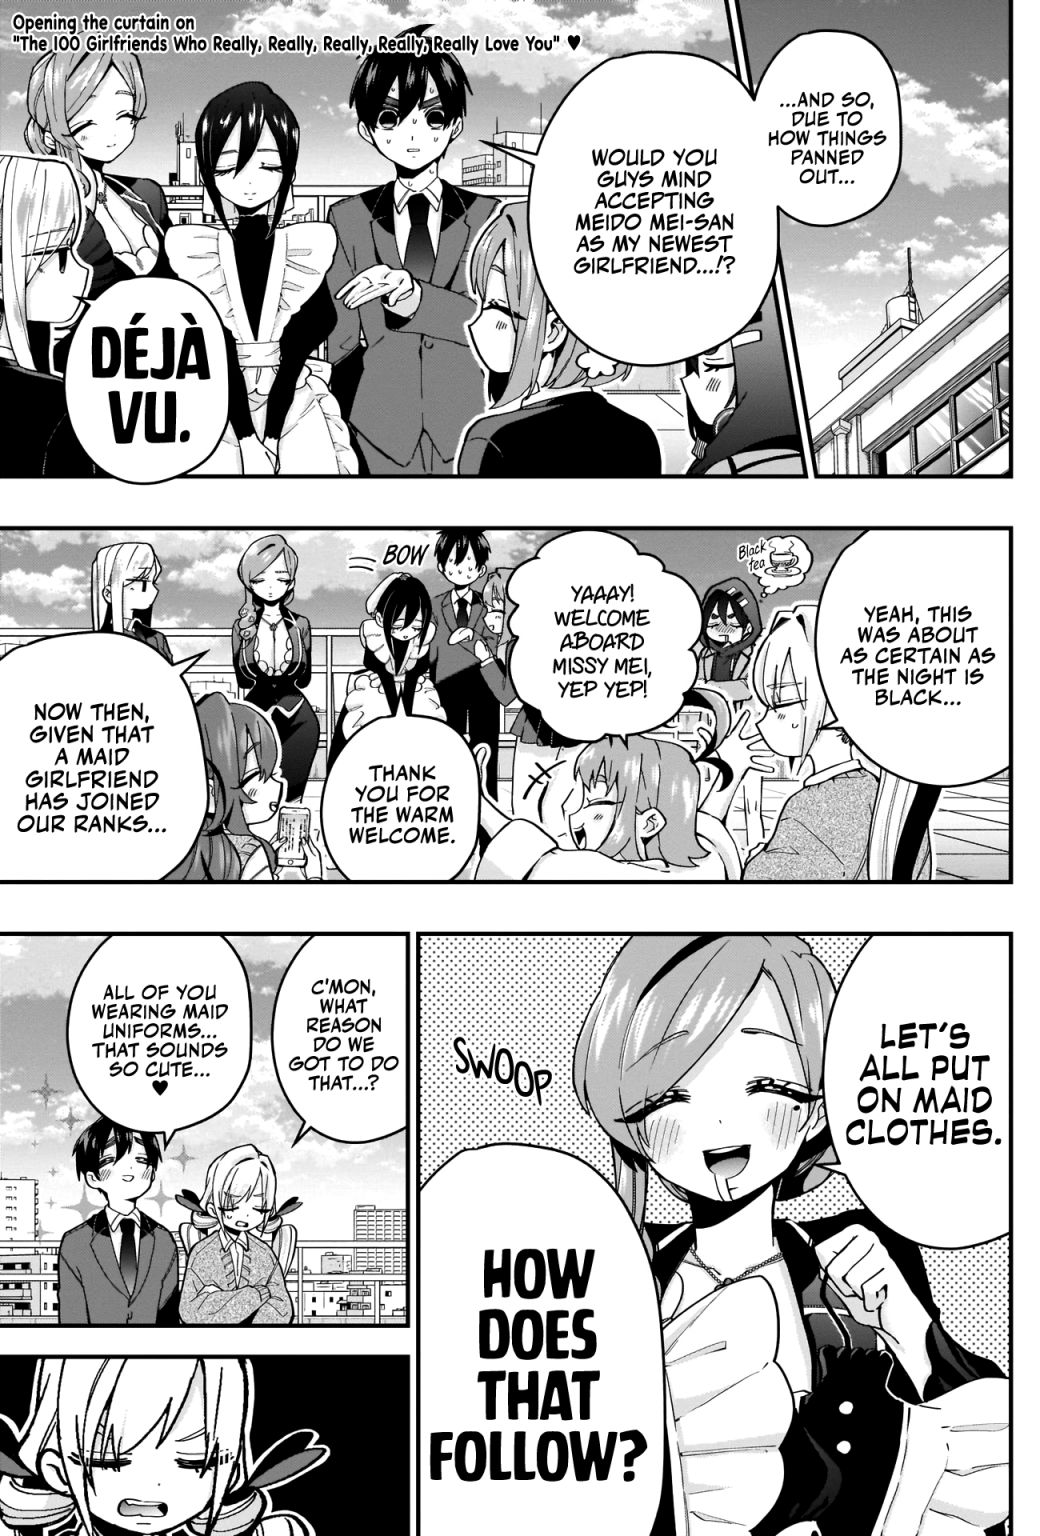 Opening the curtain on
"The 100 Girlfriends Who Really, Really, Really, Really, Really Love You" ♥
...AND SO,
DUE TO
HOW THINGS
PANNED
OUT...
WOULD YOU
GUYS MIND
ACCEPTING
MEIDO MEI-SAN
AS MY NEWEST
GIRLFRIEND...!?
DÉJÀ
VU.
YEAH, THIS
WAS ABOUT
AS CERTAIN AS
THE NIGHT IS
BLACK...
Black
tea
YAAAY!
WELCOME
ABOARD
MISSY MEI,
YEP YEP!
BOW
THANK
YOU FOR
THE WARM
WELCOME.
NOW THEN,
GIVEN THAT
A MAID
GIRLFRIEND
HAS JOINED
OUR RANKS...
LET'S
ALL PUT
ON MAID
CLOTHES.
SWOOP
HOW
DOES
THAT
FOLLOW?
C'MON,
WHAT
REASON
DO WE
GOT TO DO
THAT...?
ALL OF YOU
WEARING MAID
UNIFORMS...
THAT SOUNDS
SO CUTE...
♥